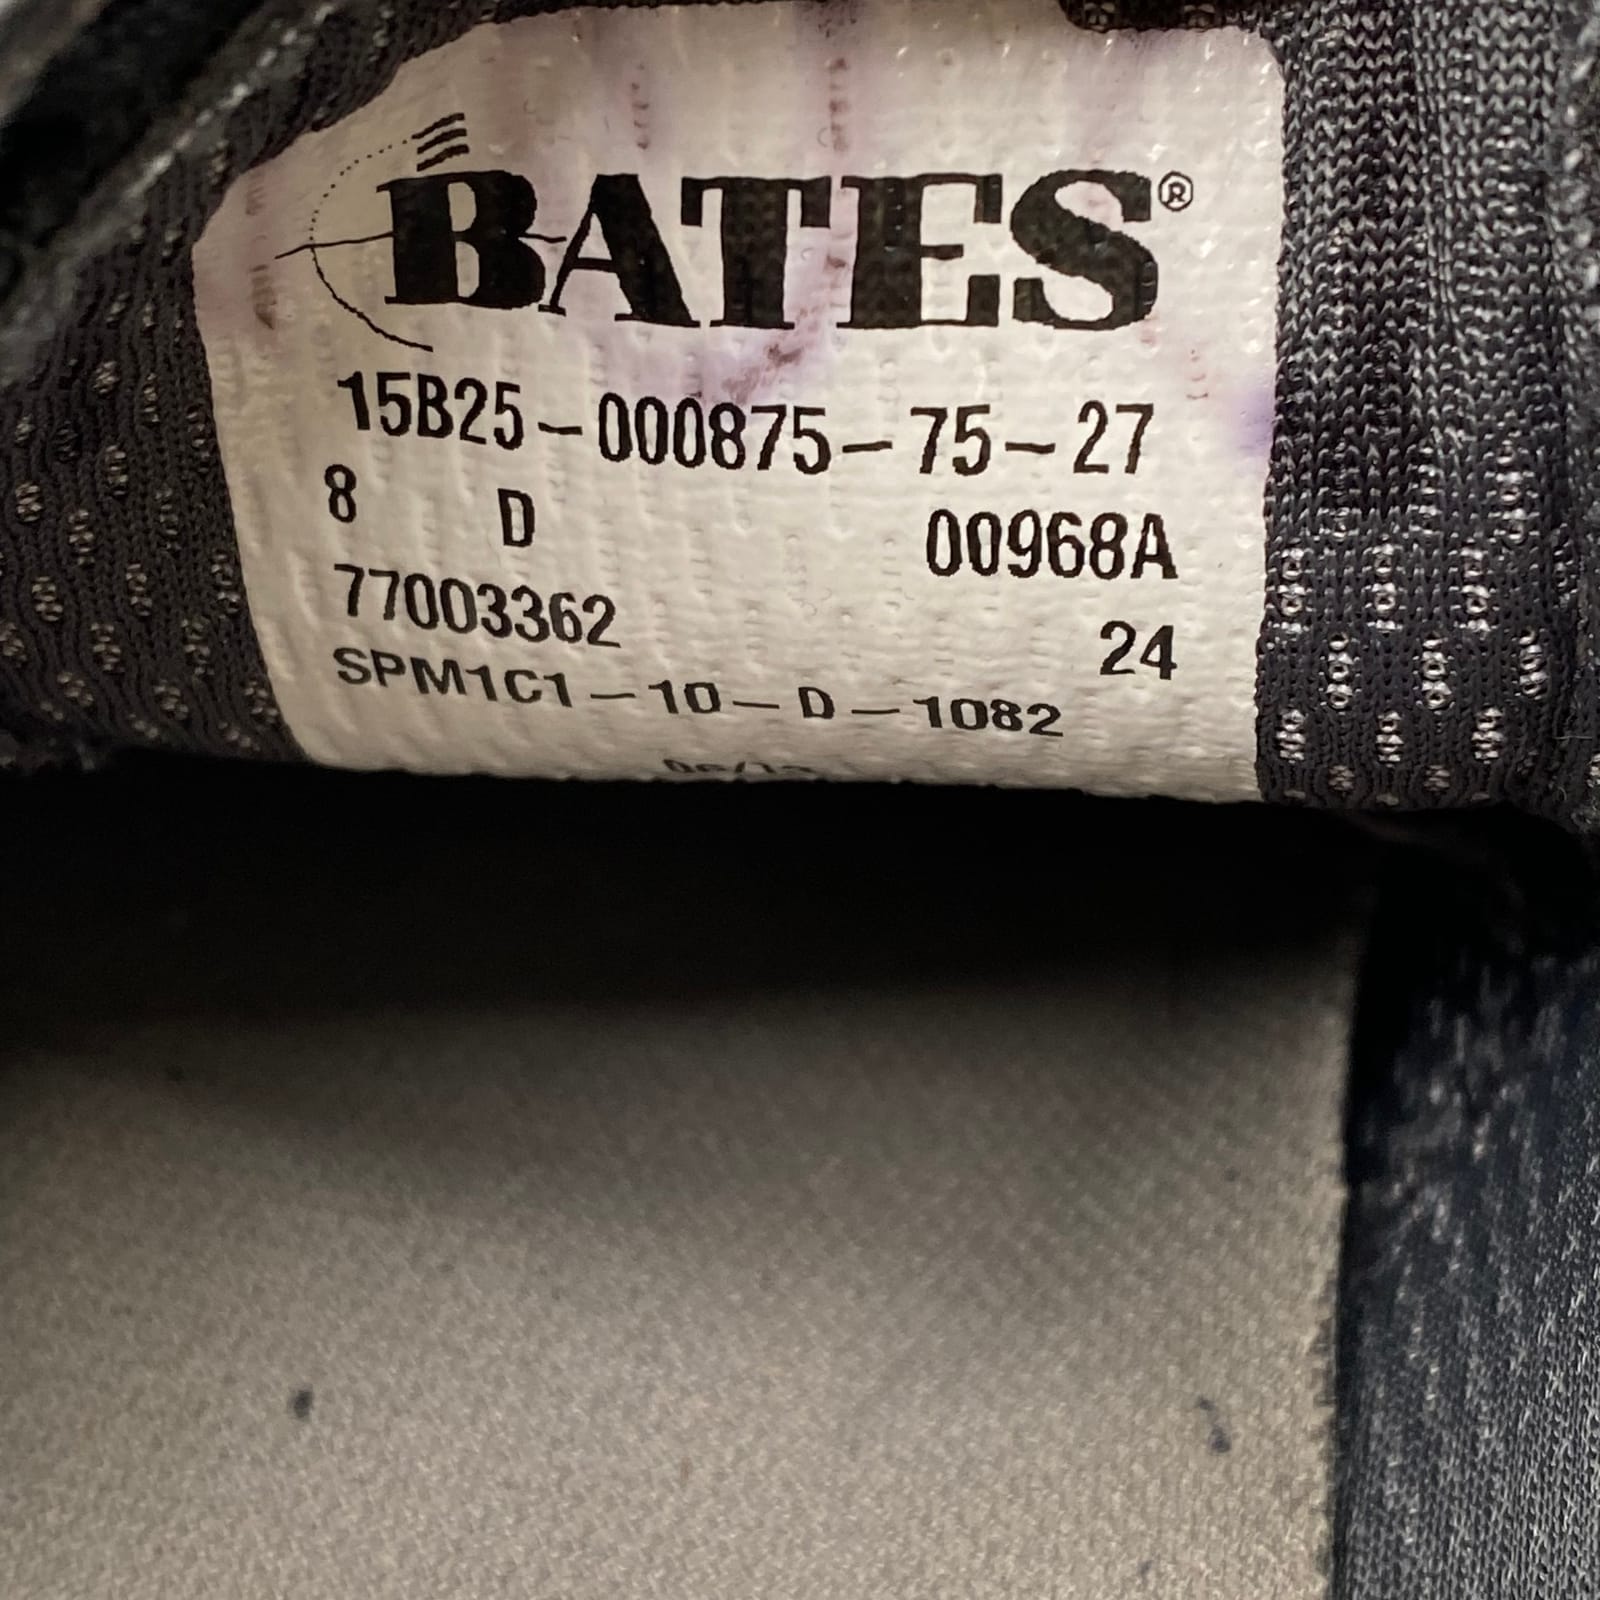 BATES®
15B25-000875-75-27
8 D 00968A
77003362 24
SPM1C1-10-D-1082